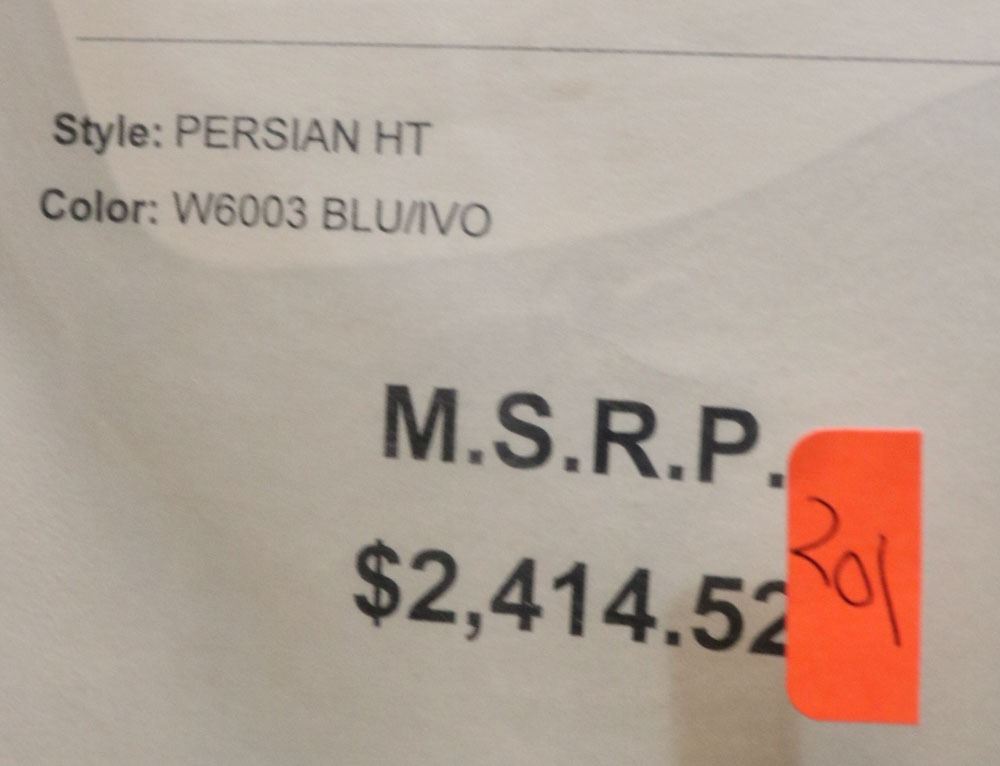 Style: PERSIAN HT
Color: W6003 BLU/IVO
M.S.R.P.
$2,414.52
201